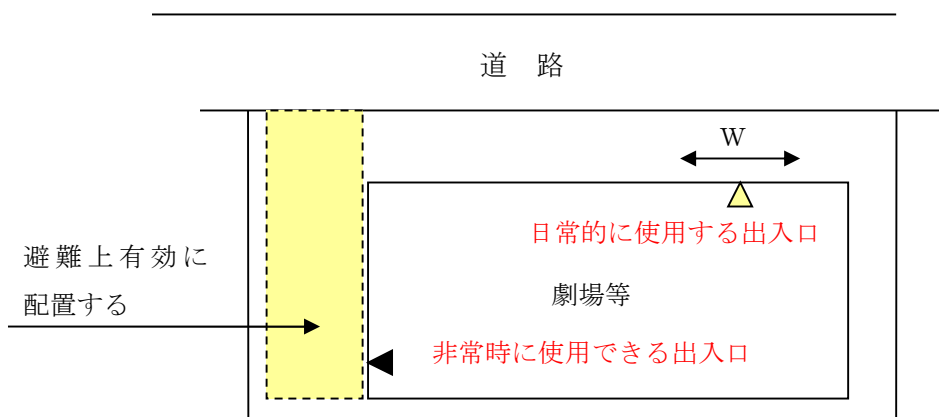 道 路
W
日常的に使用する出入口
避難上有効に
配置する
劇場等
非常時に使用できる出入口